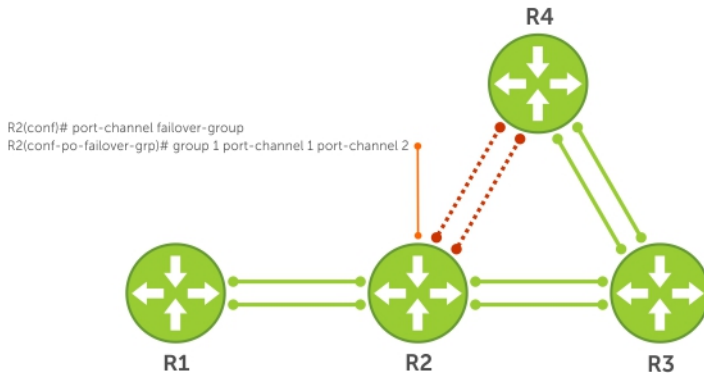 R4
R2(conf)# port-channel failover-group
R2(conf-po-failover-grp)# group 1 port-channel 1 port-channel 2
R1
R2
R3